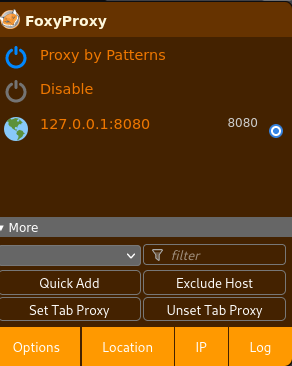 FoxyProxy
Proxy by Patterns
Disable
127.0.0.1:8080 8080
More
filter
Quick Add Exclude Host
Set Tab Proxy Unset Tab Proxy
Options Location IP Log